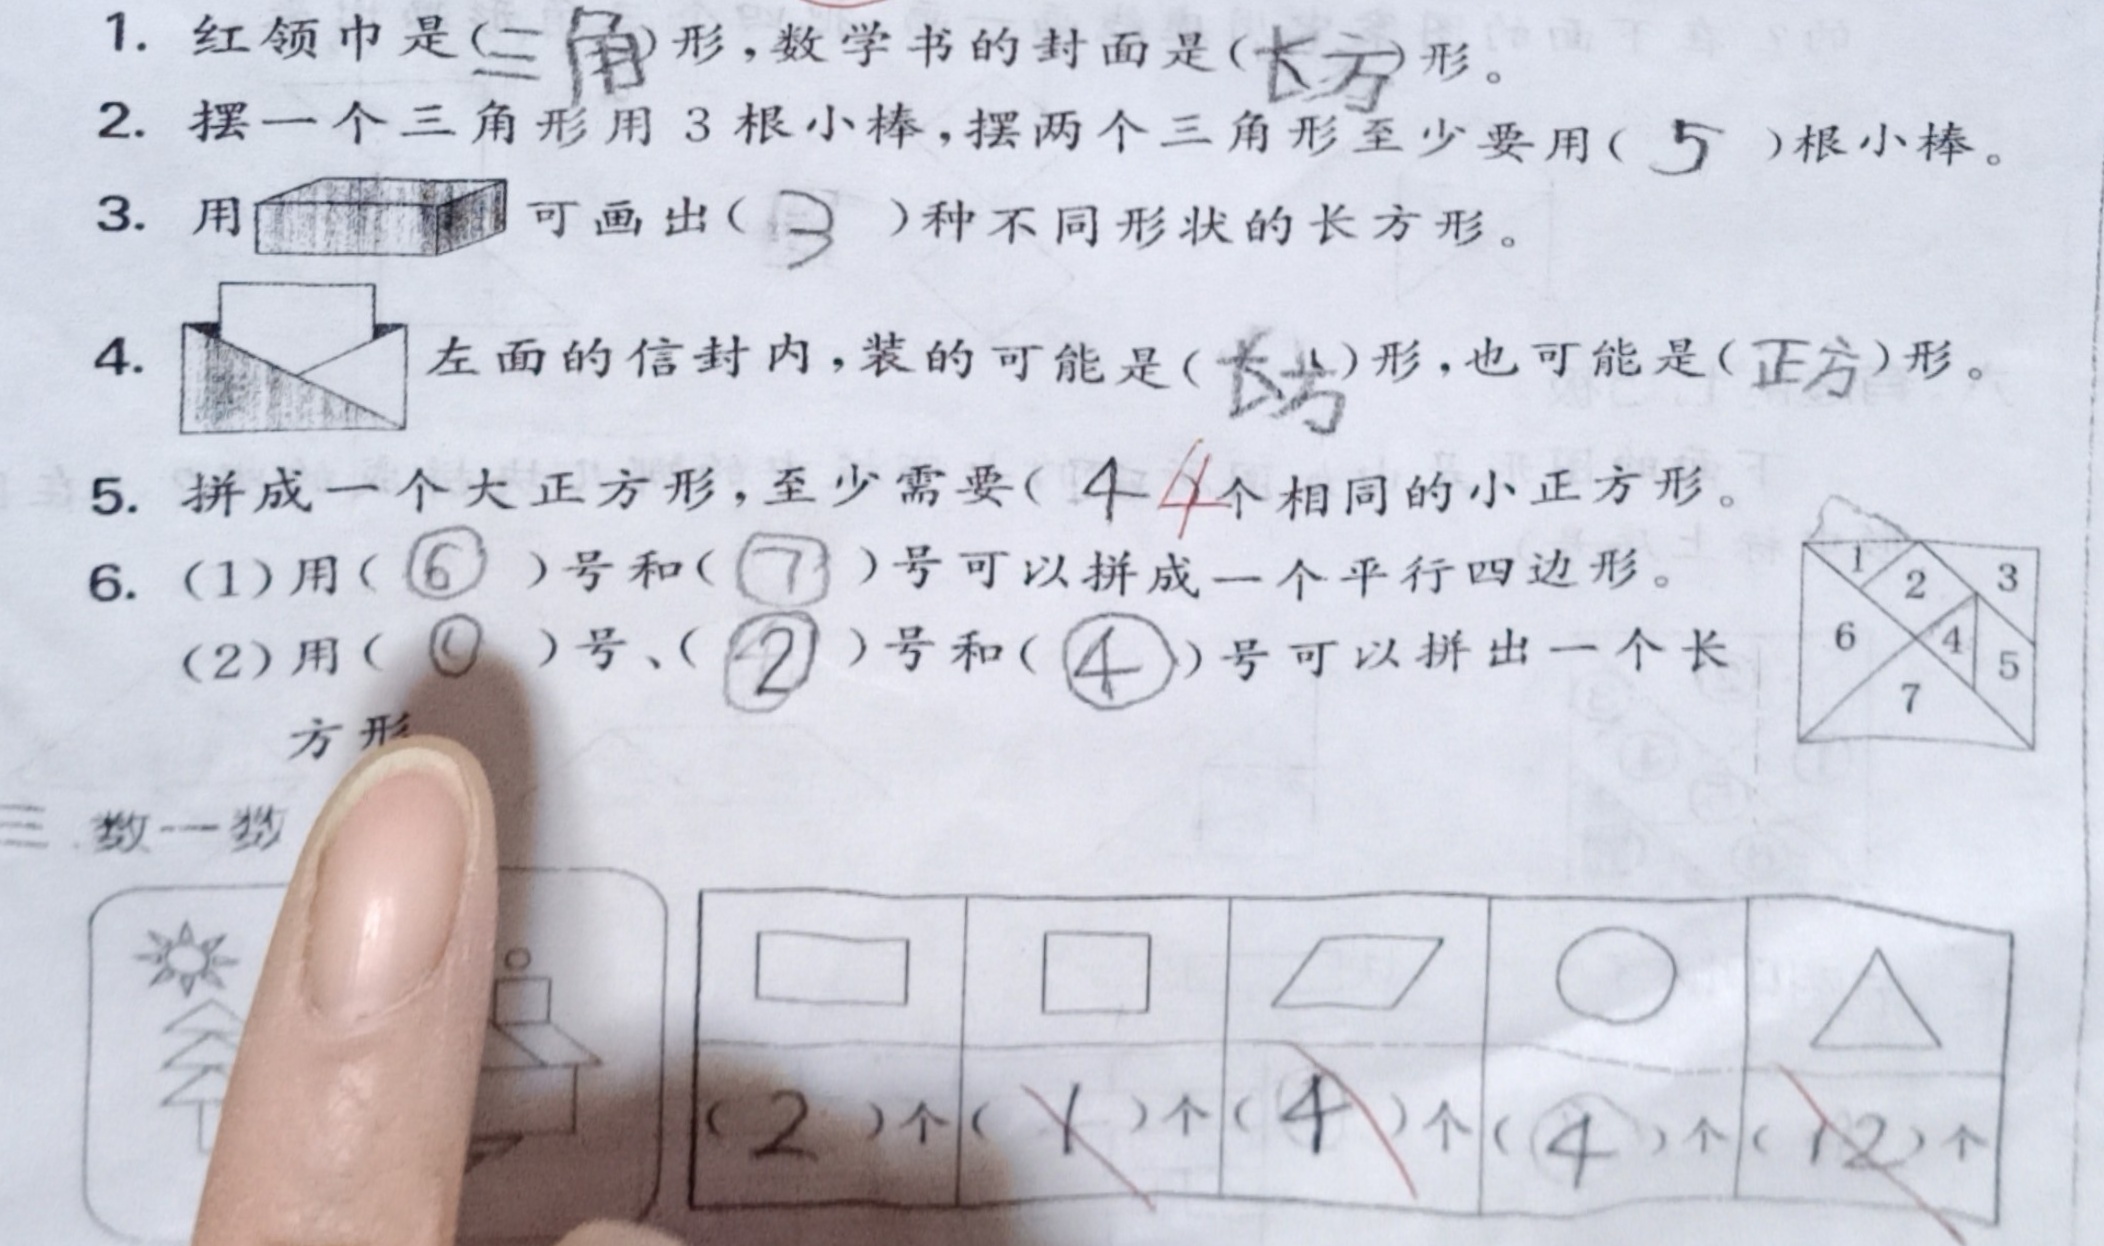 1. 红领巾是(三角)形,数学书的封面是(长方)形。
2. 摆一个三角形用3根小棒,摆两个三角形至少要用(5)根小棒。
3. 用 可画出(3)种不同形状的长方形。
4. 左面的信封内,装的可能是(长方)形,也可能是(正方)形。
5. 拼成一个大正方形,至少需要(4 4)个相同的小正方形。
6. (1)用(⑥)号和(⑦)号可以拼成一个平行四边形。
1 2 3
(2)用(①)号、(②)号和(④)号可以拼出一个长
6 4 5
7
方形
三.数一数
(2)个 (1)个 (4)个 (4)个 (12)个